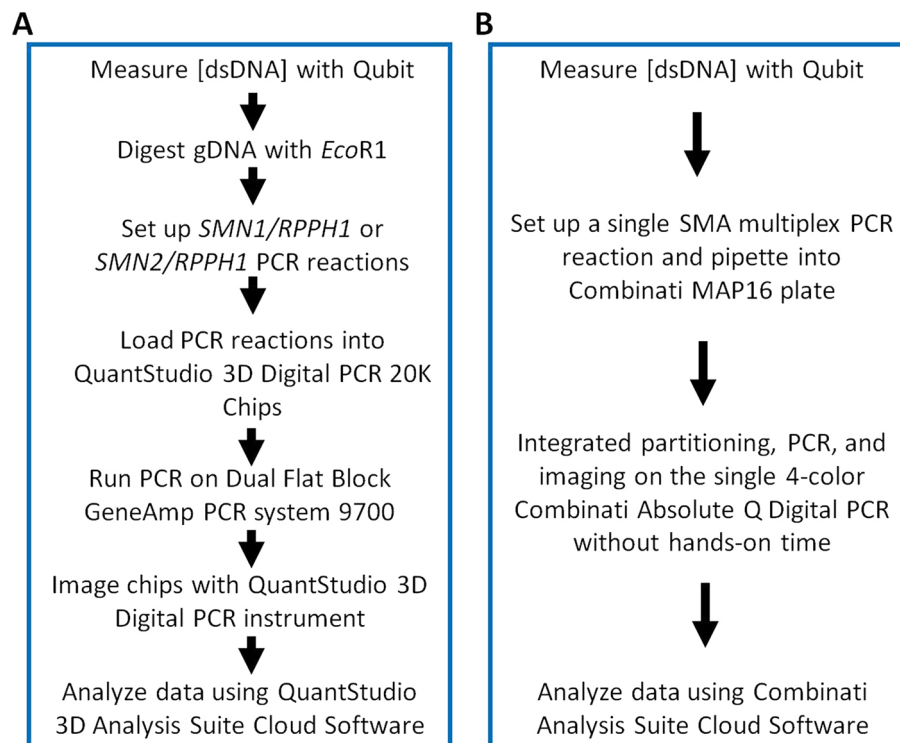 A
Measure [dsDNA] with Qubit
Digest gDNA with EcoR1
Set up SMN1/RPPH1 or
SMN2/RPPH1 PCR reactions
Load PCR reactions into
QuantStudio 3D Digital PCR 20K
Chips
Run PCR on Dual Flat Block
GeneAmp PCR system 9700
Image chips with QuantStudio 3D
Digital PCR instrument
Analyze data using QuantStudio
3D Analysis Suite Cloud Software
B
Measure [dsDNA] with Qubit
Set up a single SMA multiplex PCR
reaction and pipette into
Combinati MAP16 plate
Integrated partitioning, PCR, and
imaging on the single 4-color
Combinati Absolute Q Digital PCR
without hands-on time
Analyze data using Combinati
Analysis Suite Cloud Software